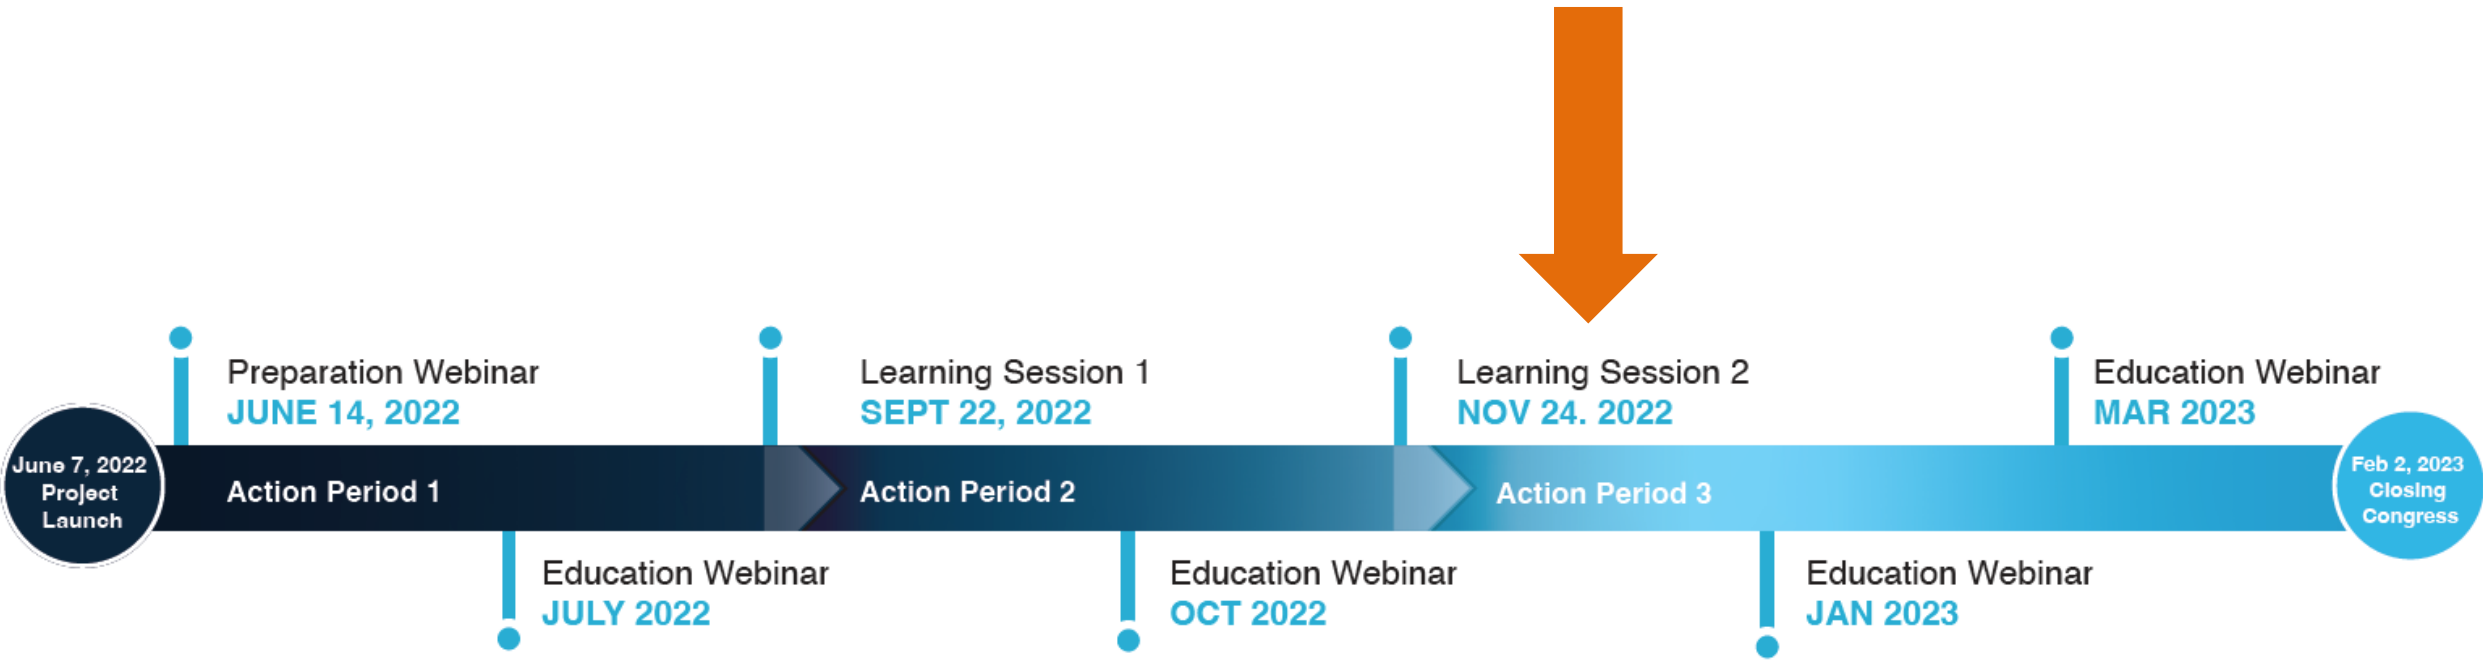 June 7, 2022
Project
Launch
Preparation Webinar
JUNE 14, 2022
Action Period 1
Education Webinar
JULY 2022
Learning Session 1
SEPT 22, 2022
Action Period 2
Education Webinar
OCT 2022
Learning Session 2
NOV 24. 2022
Action Period 3
Education Webinar
JAN 2023
Education Webinar
MAR 2023
Feb 2, 2023
Closing
Congress